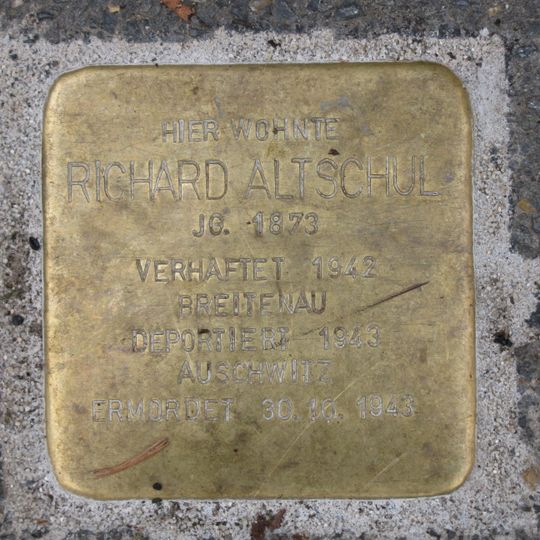 HIER WOHNTE
RICHARD ALTSCHUL
JG. 1873
VERHAFTET 1942
BREITENAU
DEPORTIERT 1943
AUSCHWITZ
ERMORDET 30.10.1943